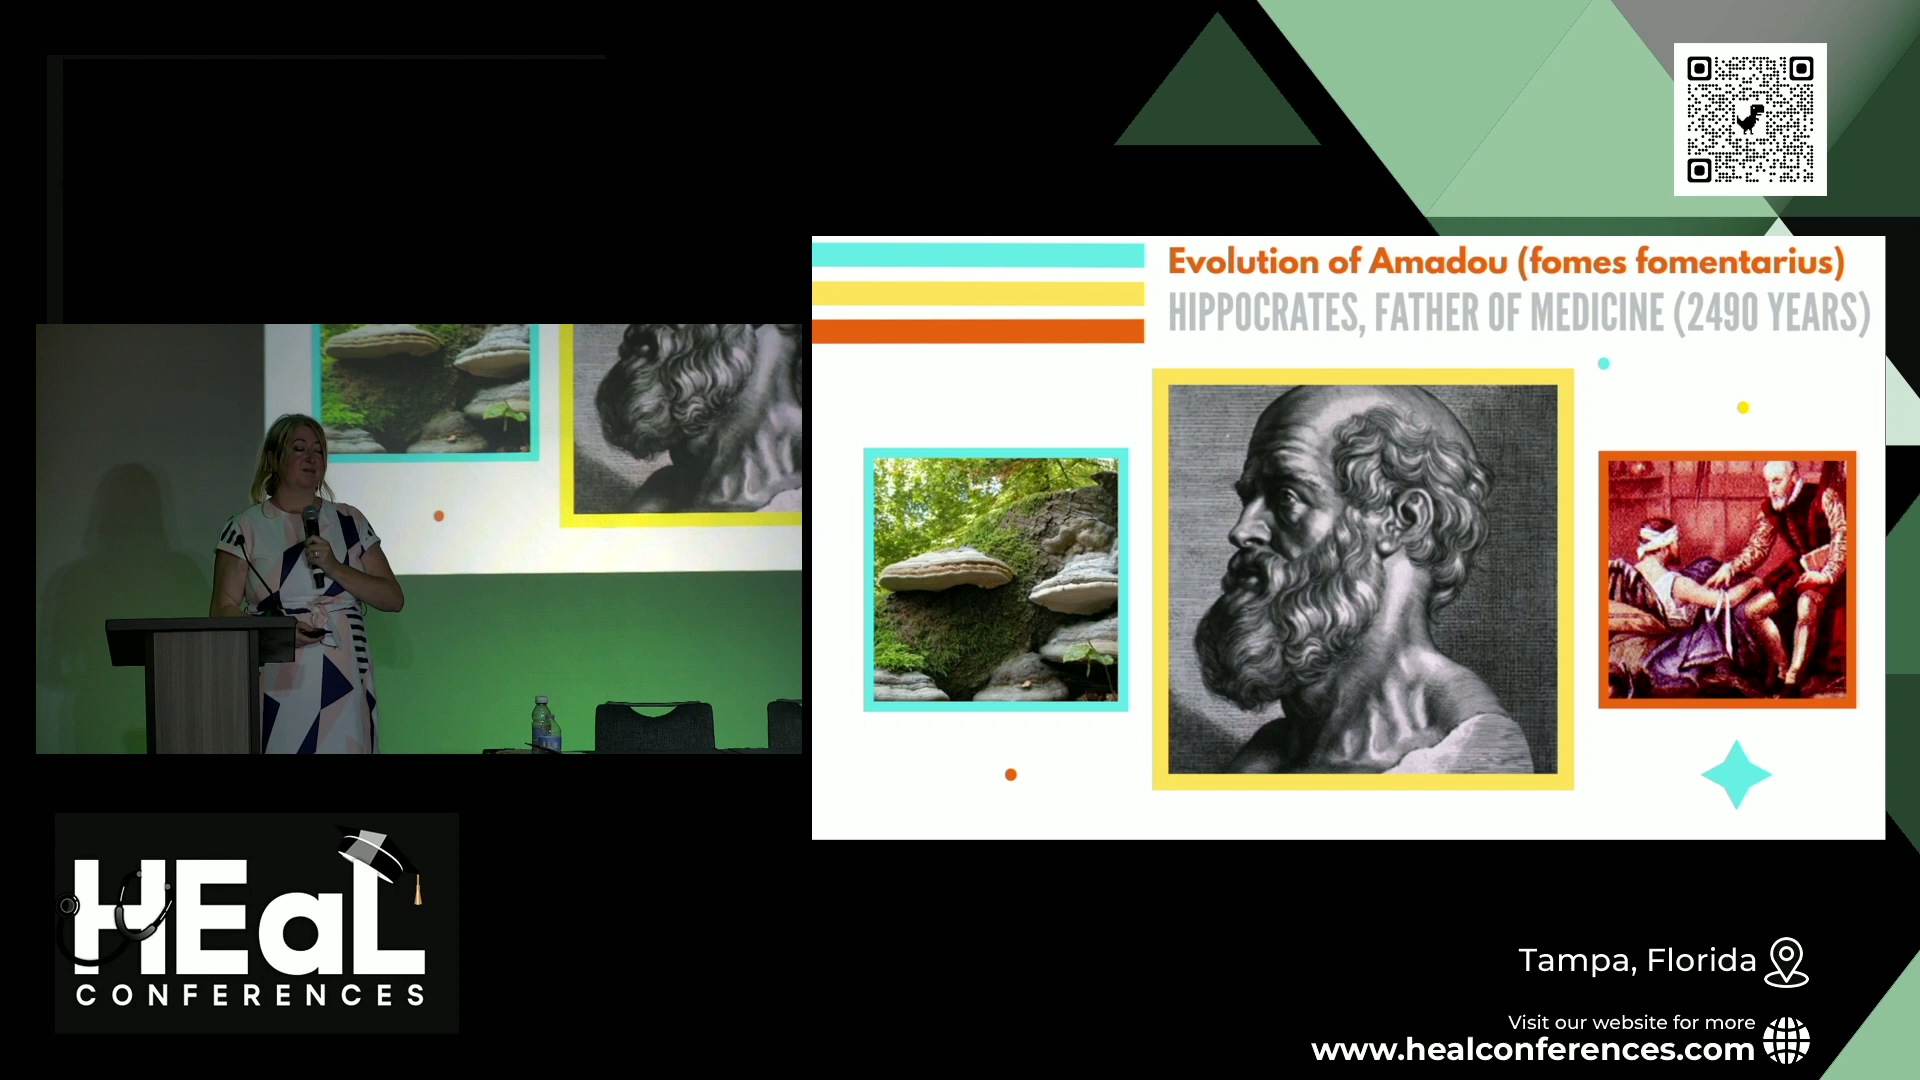 Evolution of Amadou (fomes fomentarius)
HIPPOCRATES, FATHER OF MEDICINE (2490 YEARS)
HEaL
CONFERENCES
Tampa, Florida
Visit our website for more
www.healconferences.com